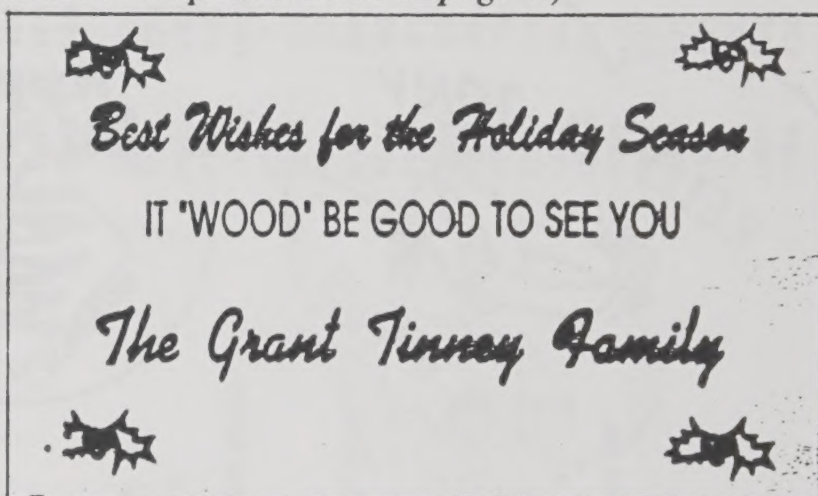 Best Wishes for the Holiday Season
IT "WOOD" BE GOOD TO SEE YOU
The Grant Tinney Family